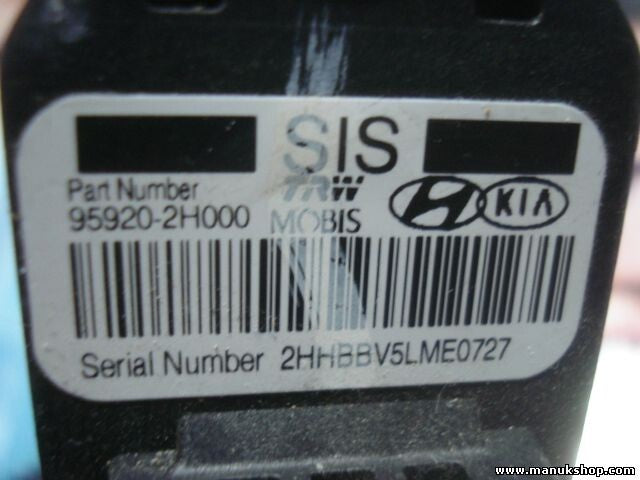 SIS
TRW
Part Number
95920-2H000
MOBIS
KIA
Serial Number 2HHBBV5LME0727
www.manukshop.com